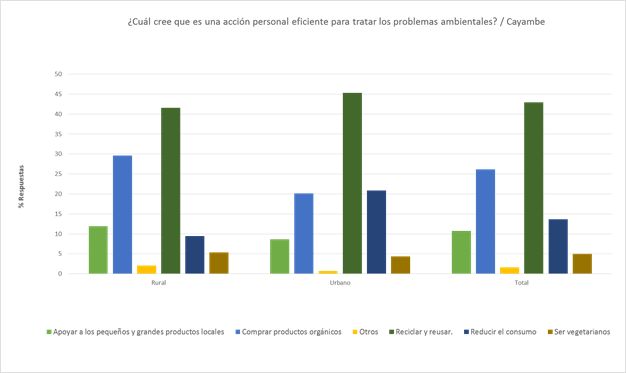 ¿Cuál cree que es una acción personal eficiente para tratar los problemas ambientales? / Cayambe
50
45
40
35
30
25
20
15
10
5
0
% Respuestas
Rural Urbano Total
Apoyar a los pequeños y grandes productos locales Comprar productos orgánicos Otros Reciclar y reusar. Reducir el consumo Ser vegetarianos